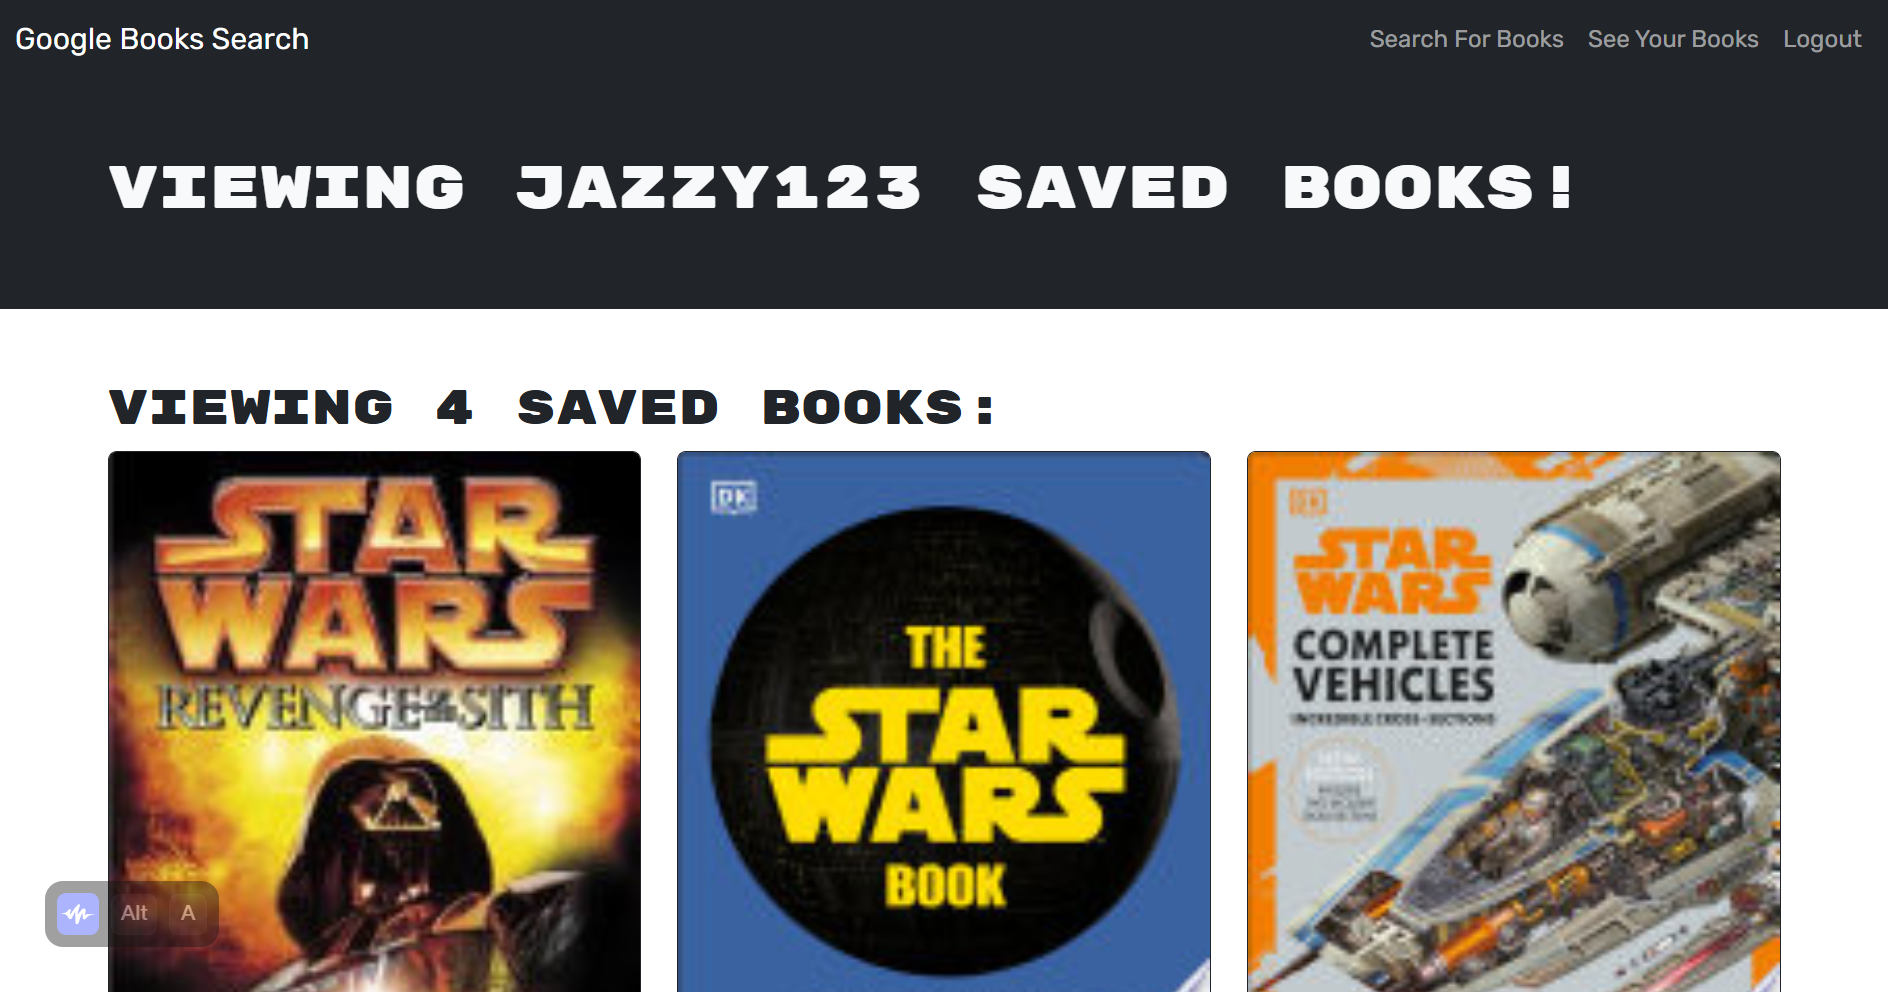 Google Books Search
Search For Books
See Your Books
Logout
VIEWING JAZZY123 SAVED BOOKS!
VIEWING 4 SAVED BOOKS:
STAR
WARS
REVENGE OF THE SITH
DK
THE
STAR
WARS
BOOK
DK
STAR
WARS
COMPLETE
VEHICLES
INCREDIBLE CROSS-SECTIONS
Alt A